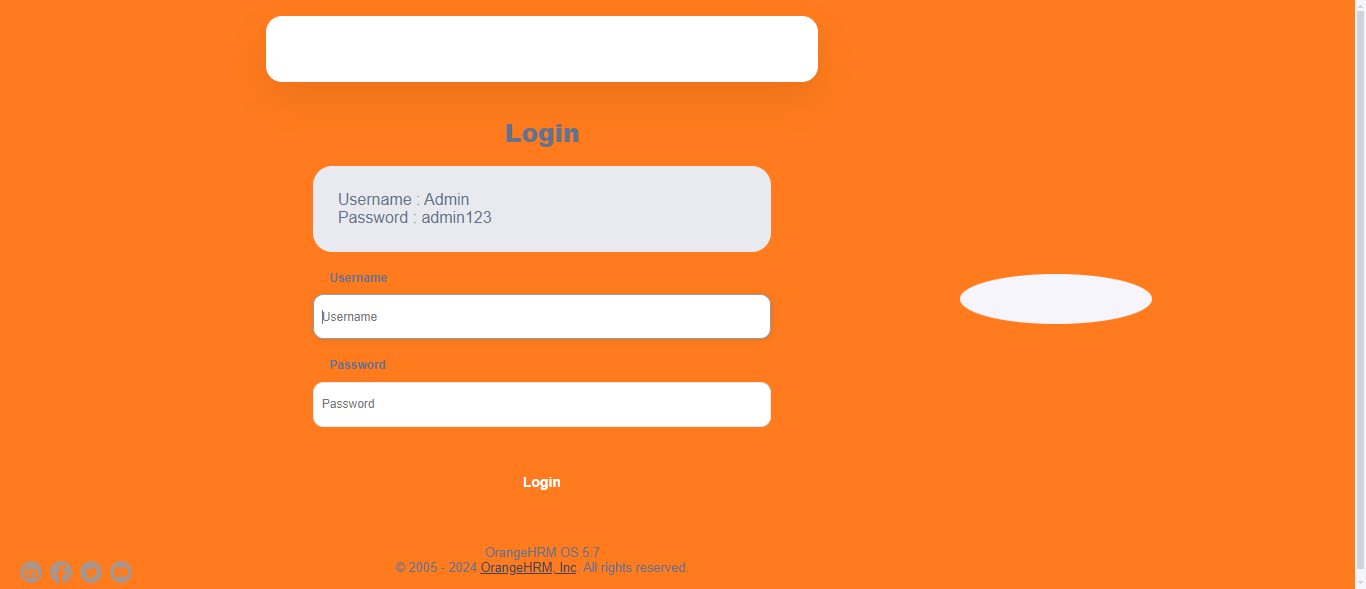 Login
Username : Admin
Password : admin123
Username
Username
Password
Password
Login
OrangeHRM OS 5.7
© 2005 - 2024 OrangeHRM, Inc. All rights reserved.